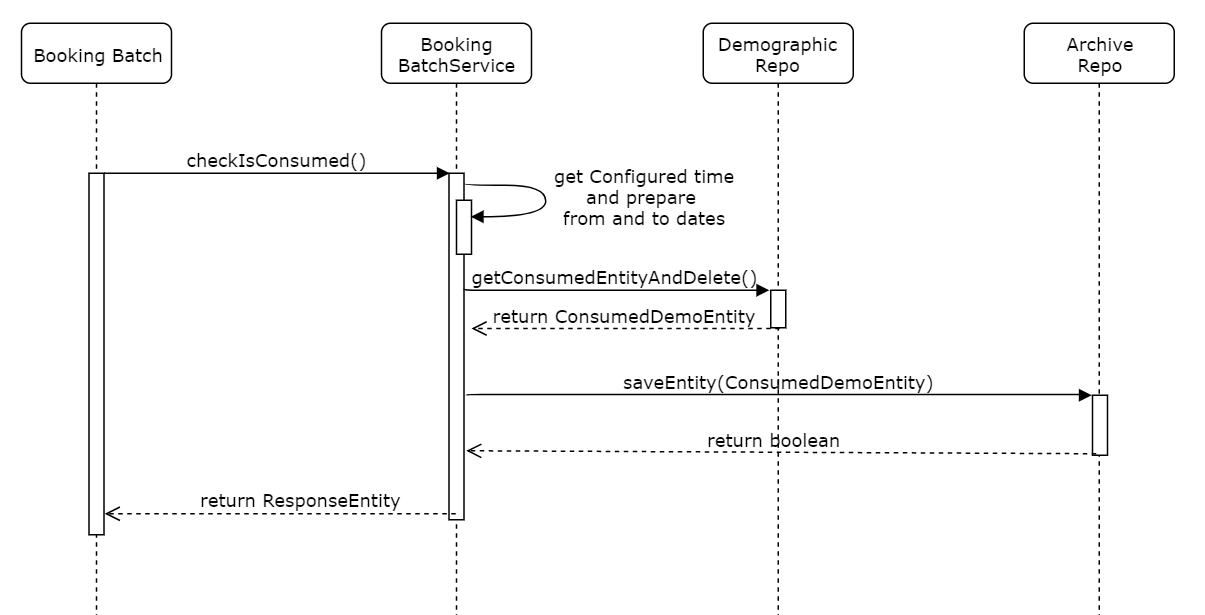 Booking Batch
Booking
BatchService
Demographic
Repo
Archive
Repo
checkIsConsumed()
get Configured time
and prepare
from and to dates
getConsumedEntityAndDelete()
return ConsumedDemoEntity
saveEntity(ConsumedDemoEntity)
return boolean
return ResponseEntity